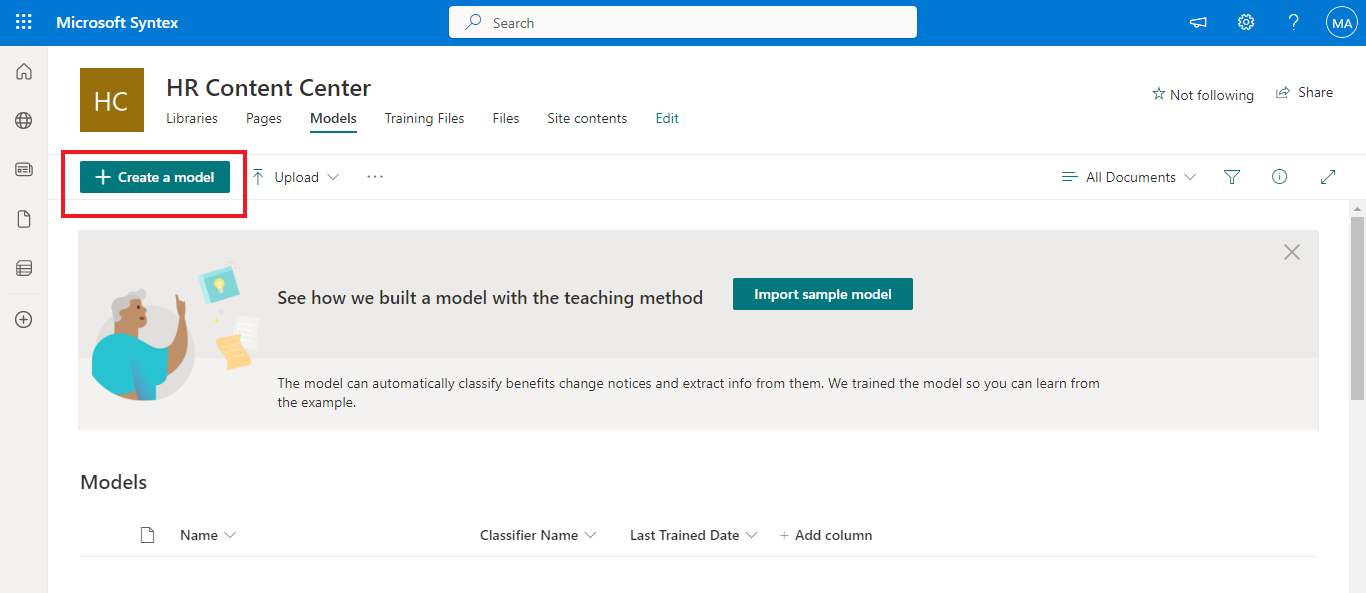 Microsoft Syntex
Search
MA
HC
HR Content Center
Not following
Share
Libraries Pages Models Training Files Files Site contents Edit
+ Create a model Upload ... All Documents
See how we built a model with the teaching method Import sample model
The model can automatically classify benefits change notices and extract info from them. We trained the model so you can learn from
the example.
Models
Name Classifier Name Last Trained Date + Add column